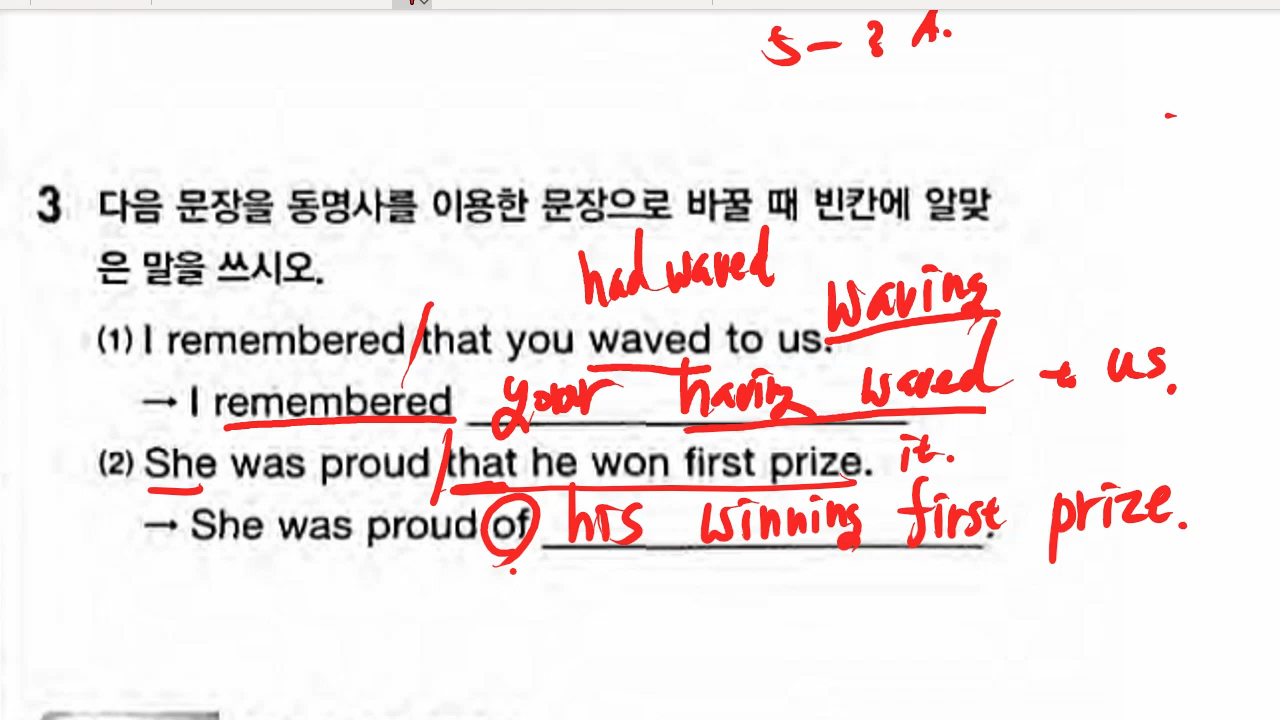 5 - ? A.
3 다음 문장을 동명사를 이용한 문장으로 바꿀 때 빈칸에 알맞
은 말을 쓰시오.
had waved
waving
(1) I remembered that you waved to us.
→ I remembered your having waved to us.
(2) She was proud that he won first prize. it.
→ She was proud of his winning first prize.